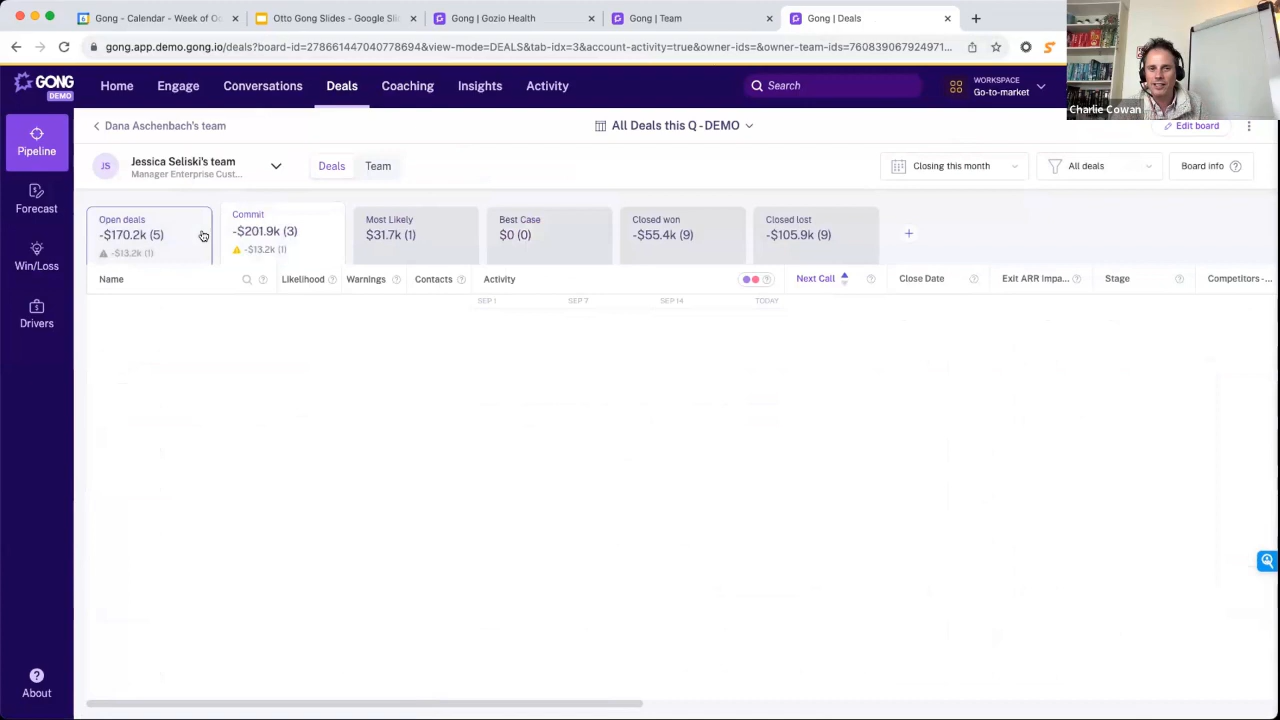 Gong - Calendar - Week of Oc
Otto Gong Slides - Google Sli
Gong | Gozio Health
Gong | Team
Gong | Deals
gong.app.demo.gong.io/deals?board-id=278661447040778694&view-mode=DEALS&tab-idx=3&account-activity=true&owner-ids=&owner-team-ids=760839067924971...
GONG
DEMO
Home
Engage
Conversations
Deals
Coaching
Insights
Activity
Search
WORKSPACE
Go-to-market
Charlie Cowan
Pipeline
Forecast
Win/Loss
Drivers
About
Dana Aschenbach's team
All Deals this Q - DEMO
Edit board
JS
Jessica Seliski's team
Manager Enterprise Cust...
Deals
Team
Closing this month
All deals
Board info
Open deals
-$170.2k (5)
-$13.2k (1)
Commit
-$201.9k (3)
-$13.2k (1)
Most Likely
$31.7k (1)
Best Case
$0 (0)
Closed won
-$55.4k (9)
Closed lost
-$105.9k (9)
Name
Likelihood
Warnings
Contacts
Activity
Next Call
Close Date
Exit ARR Impa...
Stage
Competitors -...
SEP 1
SEP 7
SEP 14
TODAY